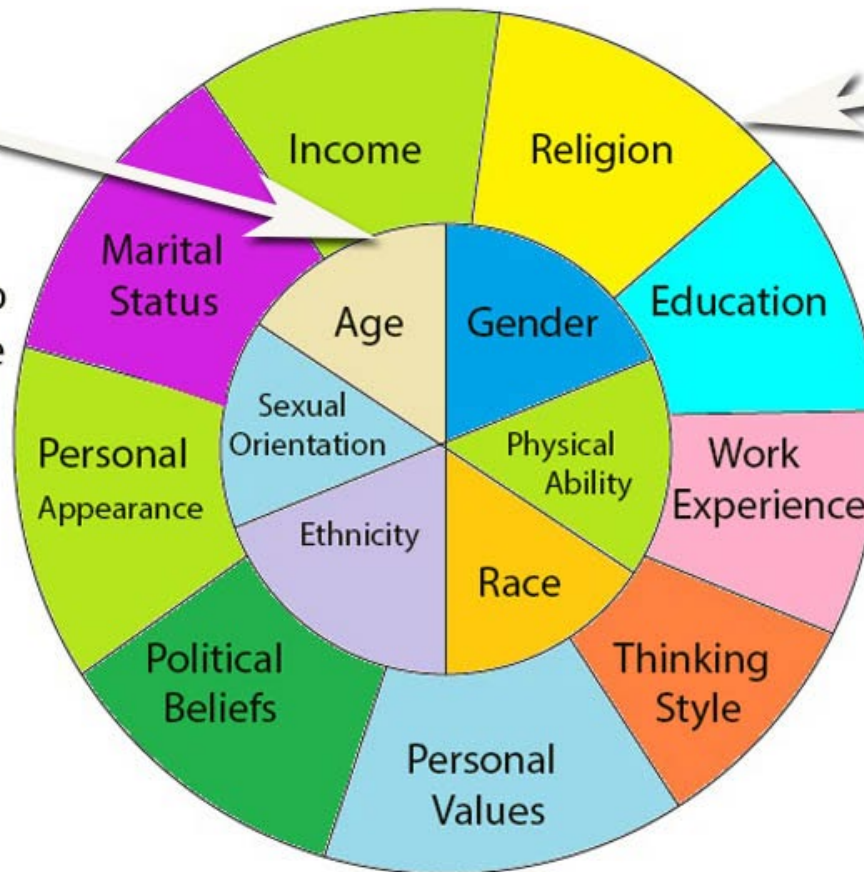 Income
Religion
Marital
Status
Education
Age
Gender
Sexual
Orientation
Physical
Ability
Personal
Appearance
Work
Experience
Ethnicity
Race
Political
Beliefs
Thinking
Style
Personal
Values